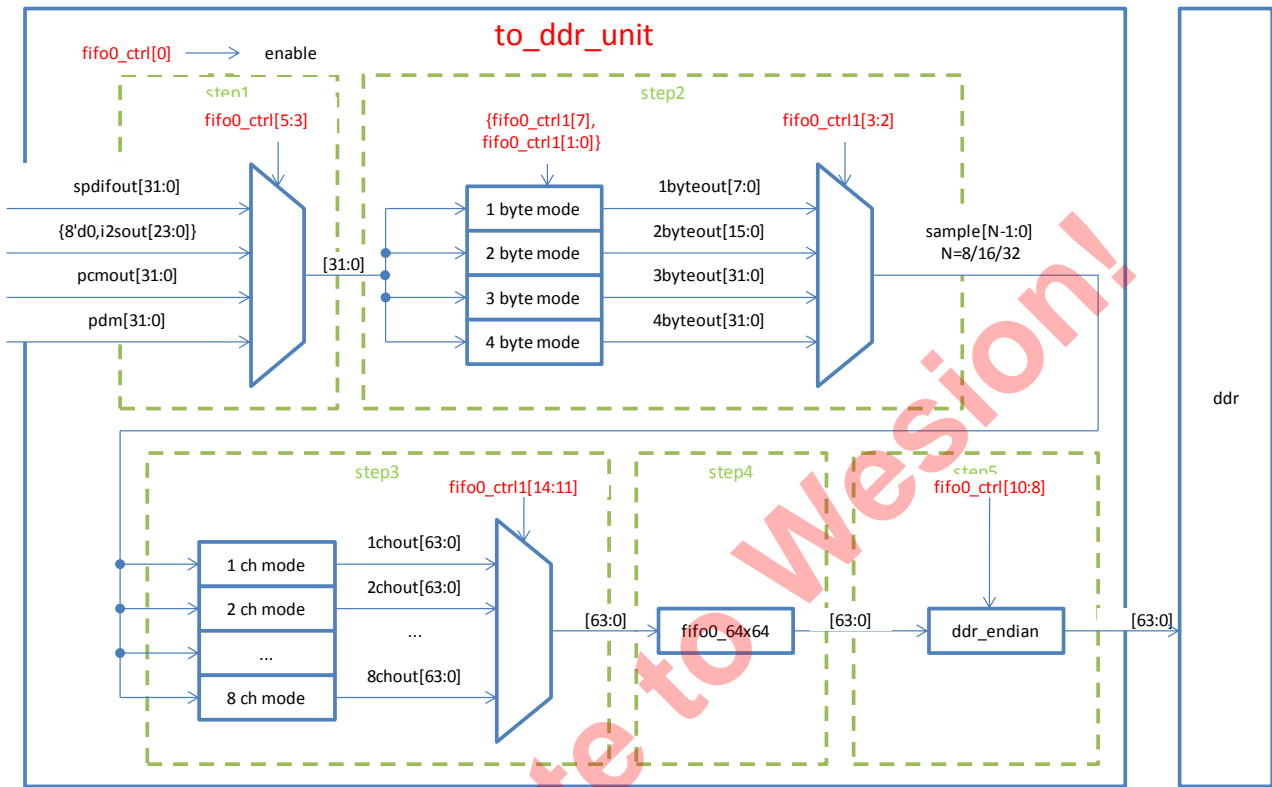 to_ddr_unit
fifo0_ctrl[0]
enable
step1
step2
fifo0_ctrl[5:3]
{fifo0_ctrl1[7],
fifo0_ctrl1[1:0]}
fifo0_ctrl1[3:2]
spdifout[31:0]
{8'd0,i2sout[23:0]}
pcmout[31:0]
pdm[31:0]
[31:0]
1 byte mode
2 byte mode
3 byte mode
4 byte mode
1byteout[7:0]
2byteout[15:0]
3byteout[31:0]
4byteout[31:0]
sample[N-1:0]
N=8/16/32
ddr
step3
step4
step5
fifo0_ctrl1[14:11]
fifo0_ctrl[10:8]
1 ch mode
2 ch mode
...
8 ch mode
1chout[63:0]
2chout[63:0]
...
8chout[63:0]
[63:0]
fifo0_64x64
[63:0]
ddr_endian
[63:0]
te to Wesion!